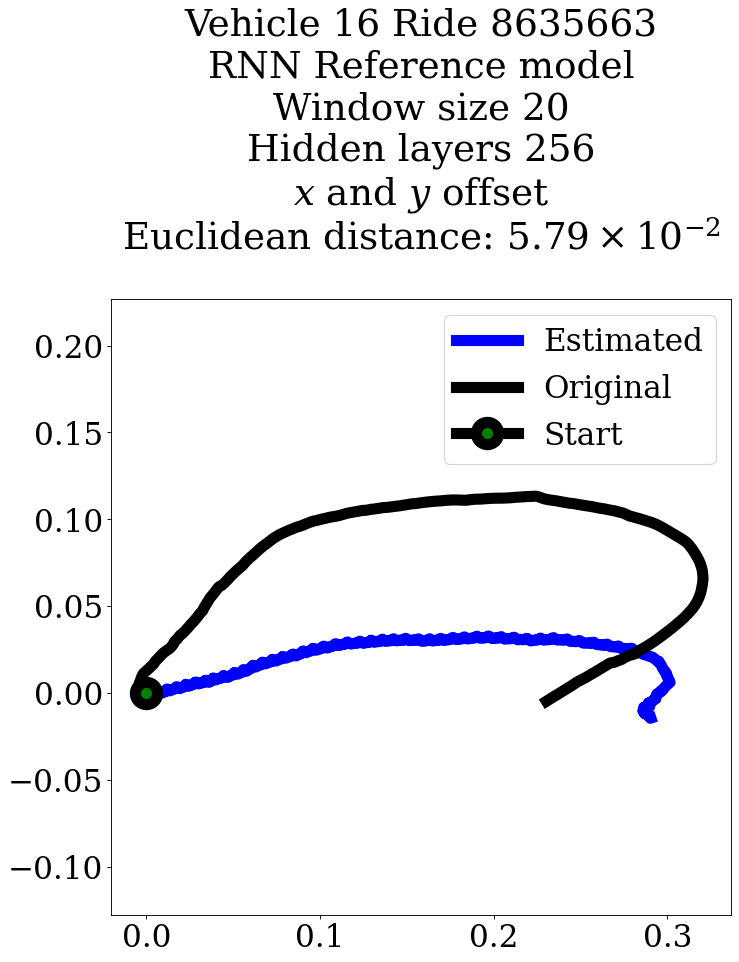 Vehicle 16 Ride 8635663
RNN Reference model
Window size 20
Hidden layers 256
x and y offset
Euclidean distance: 5.79 × 10⁻²
Estimated
Original
Start
0.20
0.15
0.10
0.05
0.00
−0.05
−0.10
0.0 0.1 0.2 0.3